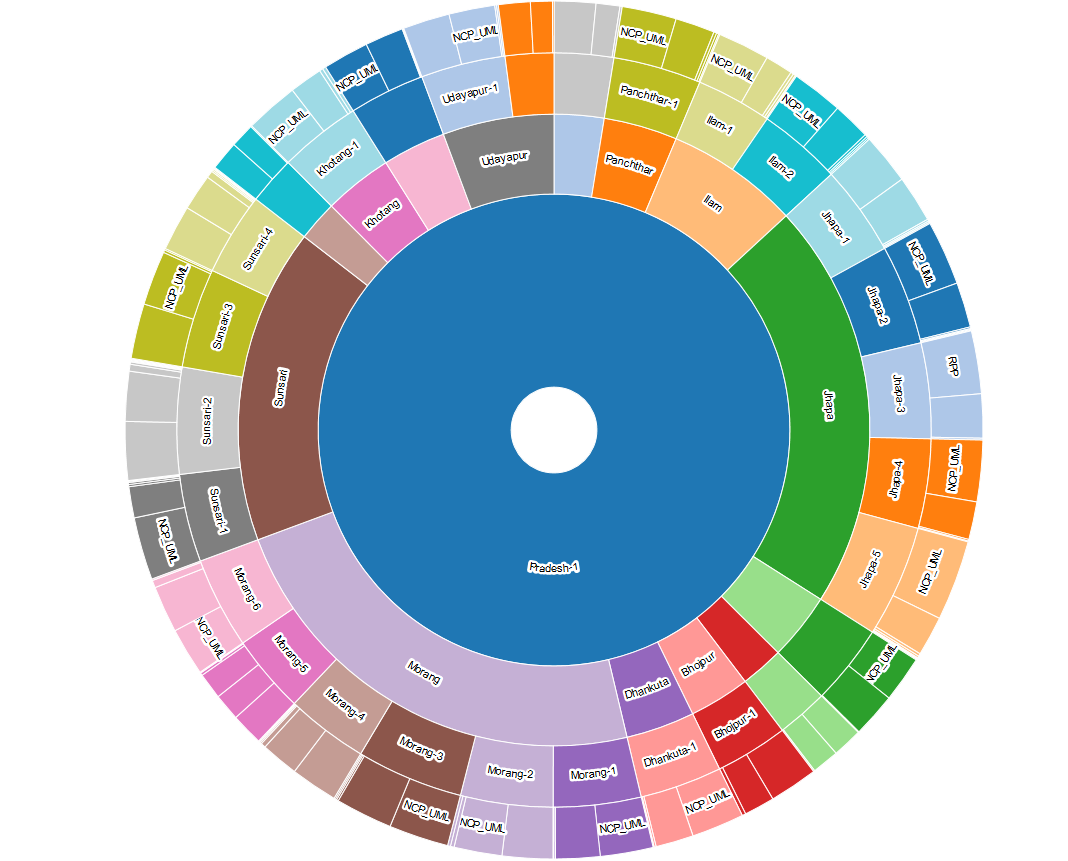 Pradesh-1
Panchthar
Ilam
Jhapa
Bhojpur
Dhankuta
Morang
Sunsari
Khotang
Udayapur
Panchthar-1
Ilam-1
Ilam-2
Jhapa-1
Jhapa-2
Jhapa-3
Jhapa-4
Jhapa-5
Bhojpur-1
Dhankuta-1
Morang-1
Morang-2
Morang-3
Morang-4
Morang-5
Morang-6
Sunsari-1
Sunsari-2
Sunsari-3
Sunsari-4
Khotang-1
Udayapur-1
NCP_UML
NCP_UML
NCP_UML
NCP_UML
RPP
NCP_UML
NCP_UML
NCP_UML
NCP_UML
NCP_UML
NCP_UML
NCP_UML
NCP_UML
NCP_UML
NCP_UML
NCP_UML
NCP_UML
NCP_UML